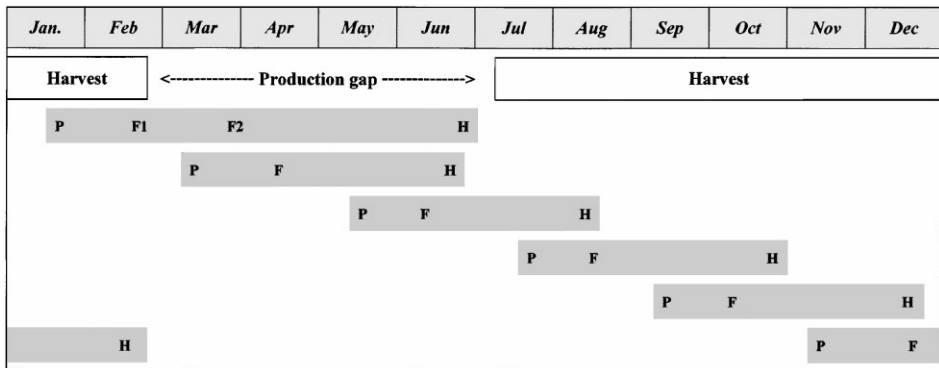 Jan. Feb Mar Apr May Jun Jul Aug Sep Oct Nov Dec
Harvest <-------------- Production gap --------------> Harvest
P F1 F2 H
P F H
P F H
P F H
P F H
H P F